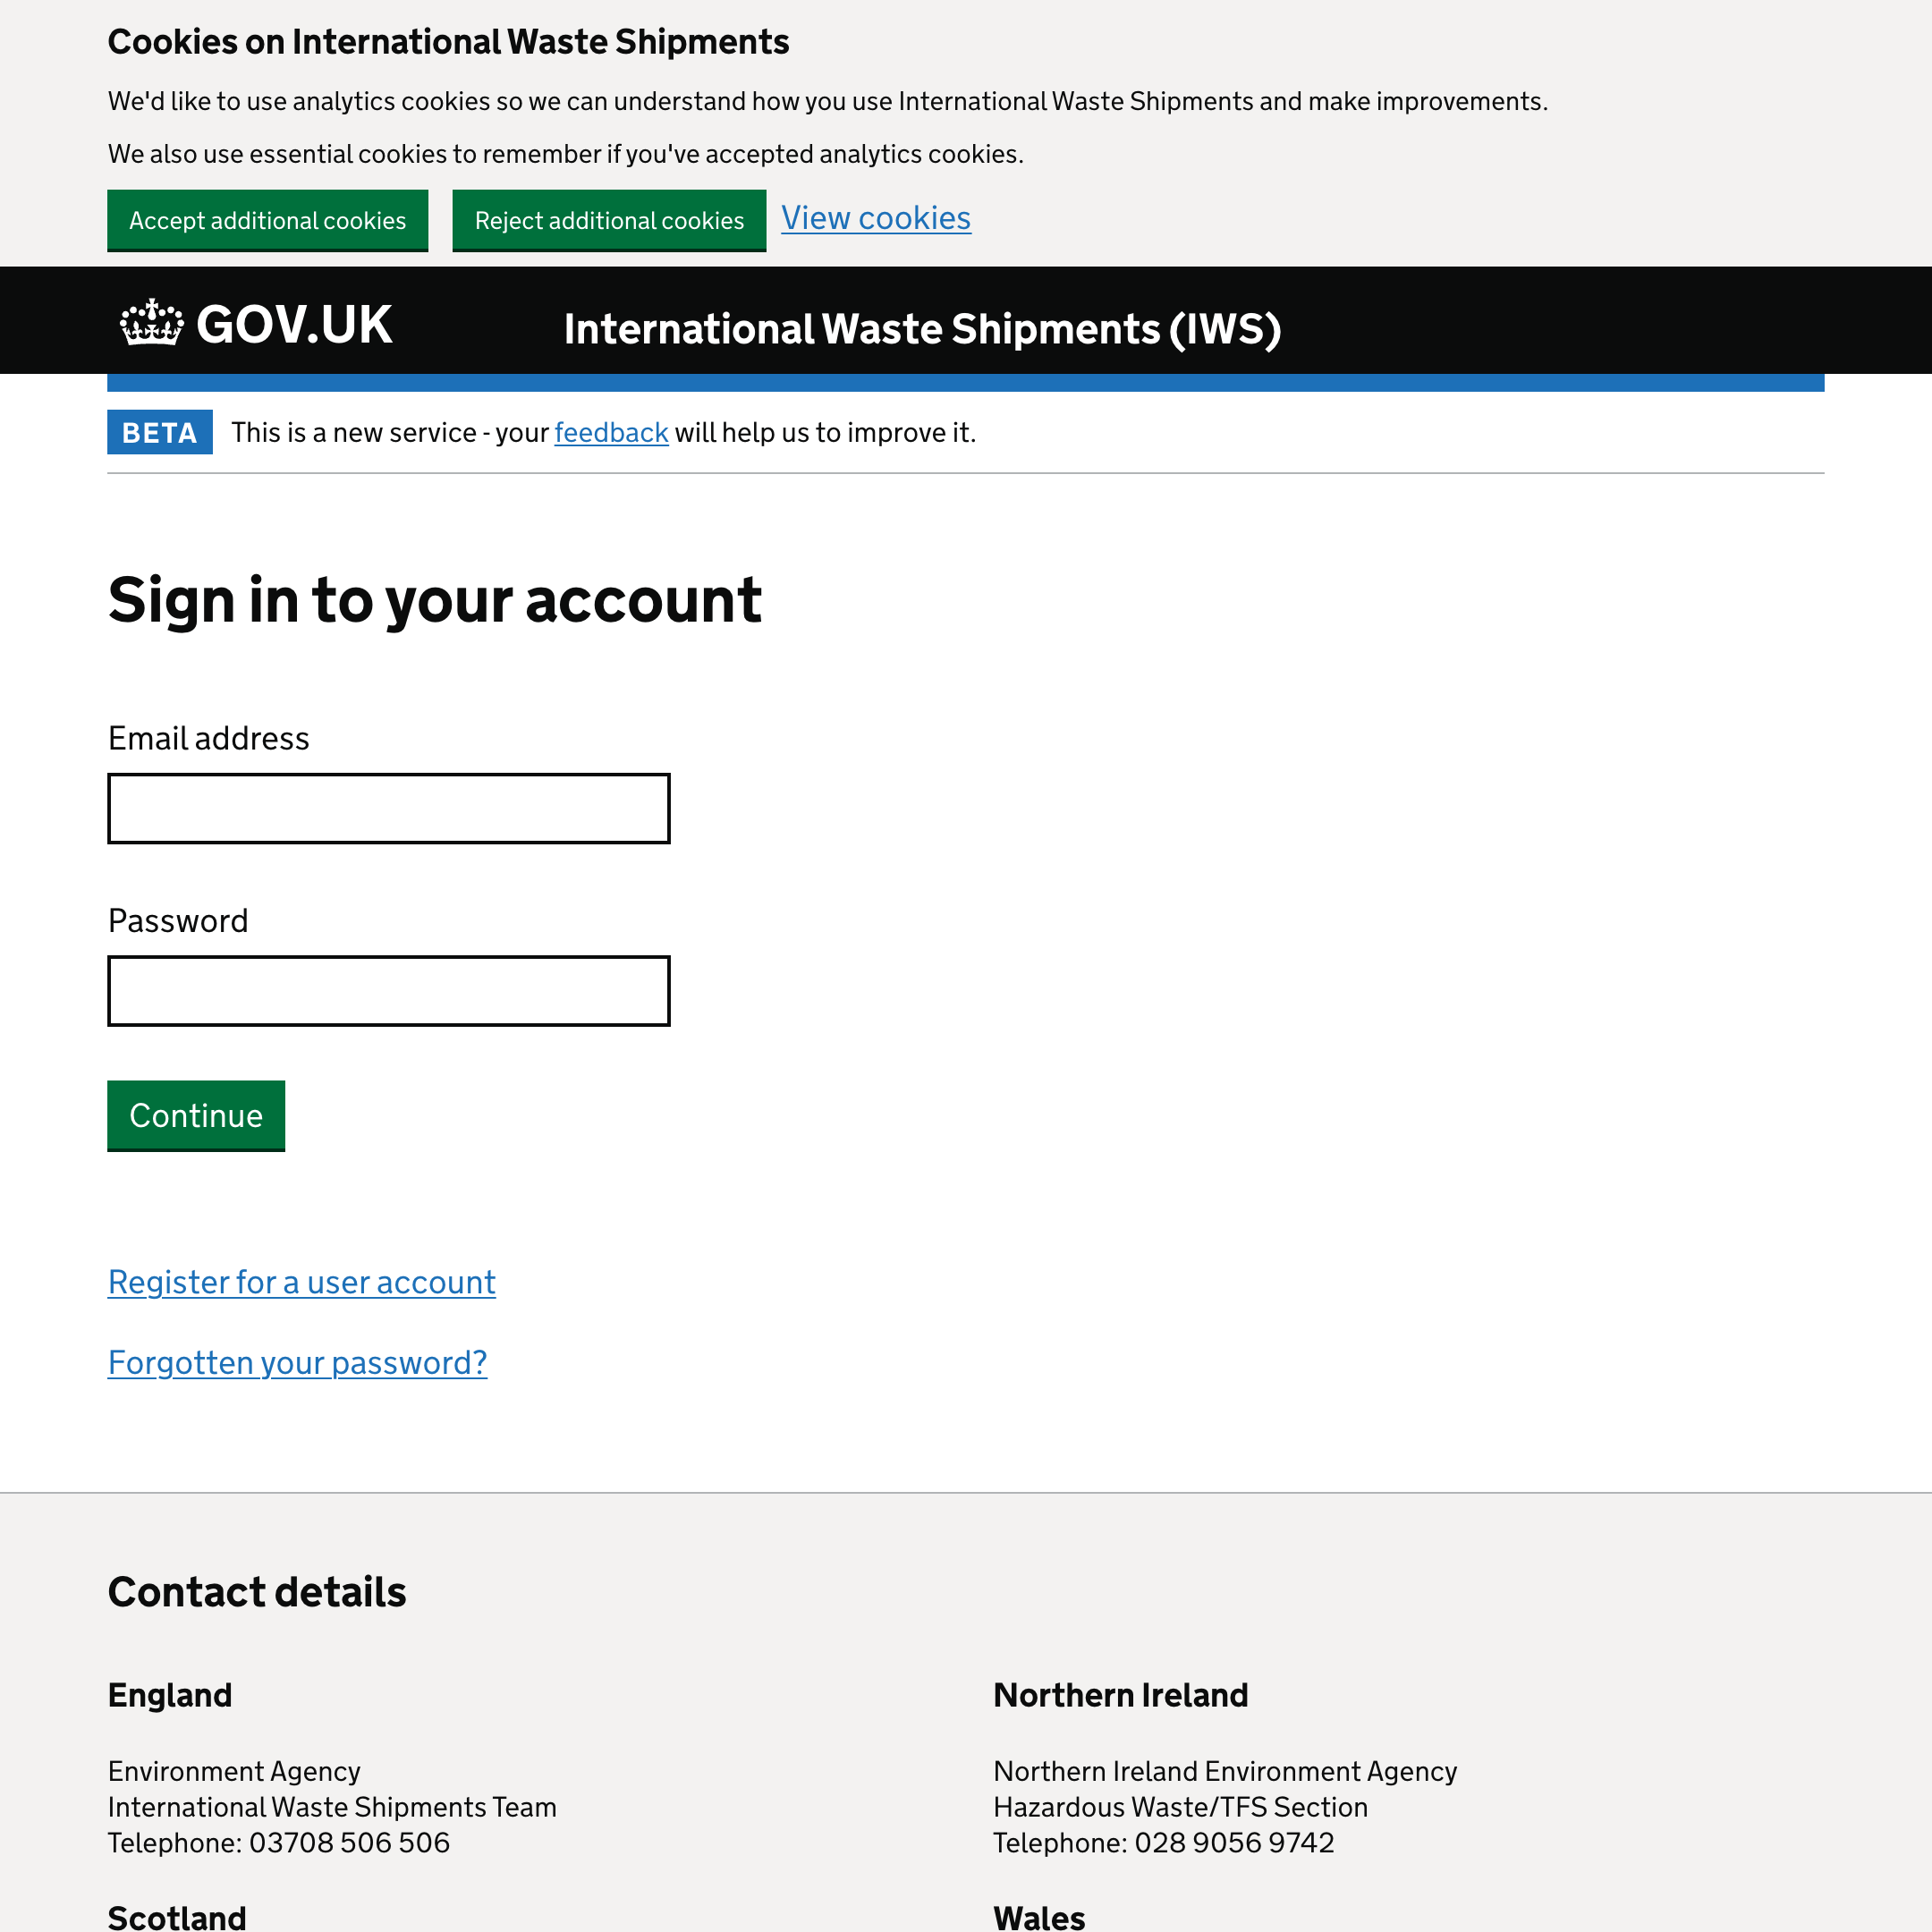 Cookies on International Waste Shipments
We'd like to use analytics cookies so we can understand how you use International Waste Shipments and make improvements.
We also use essential cookies to remember if you've accepted analytics cookies.
Accept additional cookies Reject additional cookies View cookies
GOV.UK International Waste Shipments (IWS)
BETA This is a new service - your feedback will help us to improve it.
Sign in to your account
Email address
Password
Continue
Register for a user account
Forgotten your password?
Contact details
England
Environment Agency
International Waste Shipments Team
Telephone: 03708 506 506
Northern Ireland
Northern Ireland Environment Agency
Hazardous Waste/TFS Section
Telephone: 028 9056 9742
Scotland
Wales